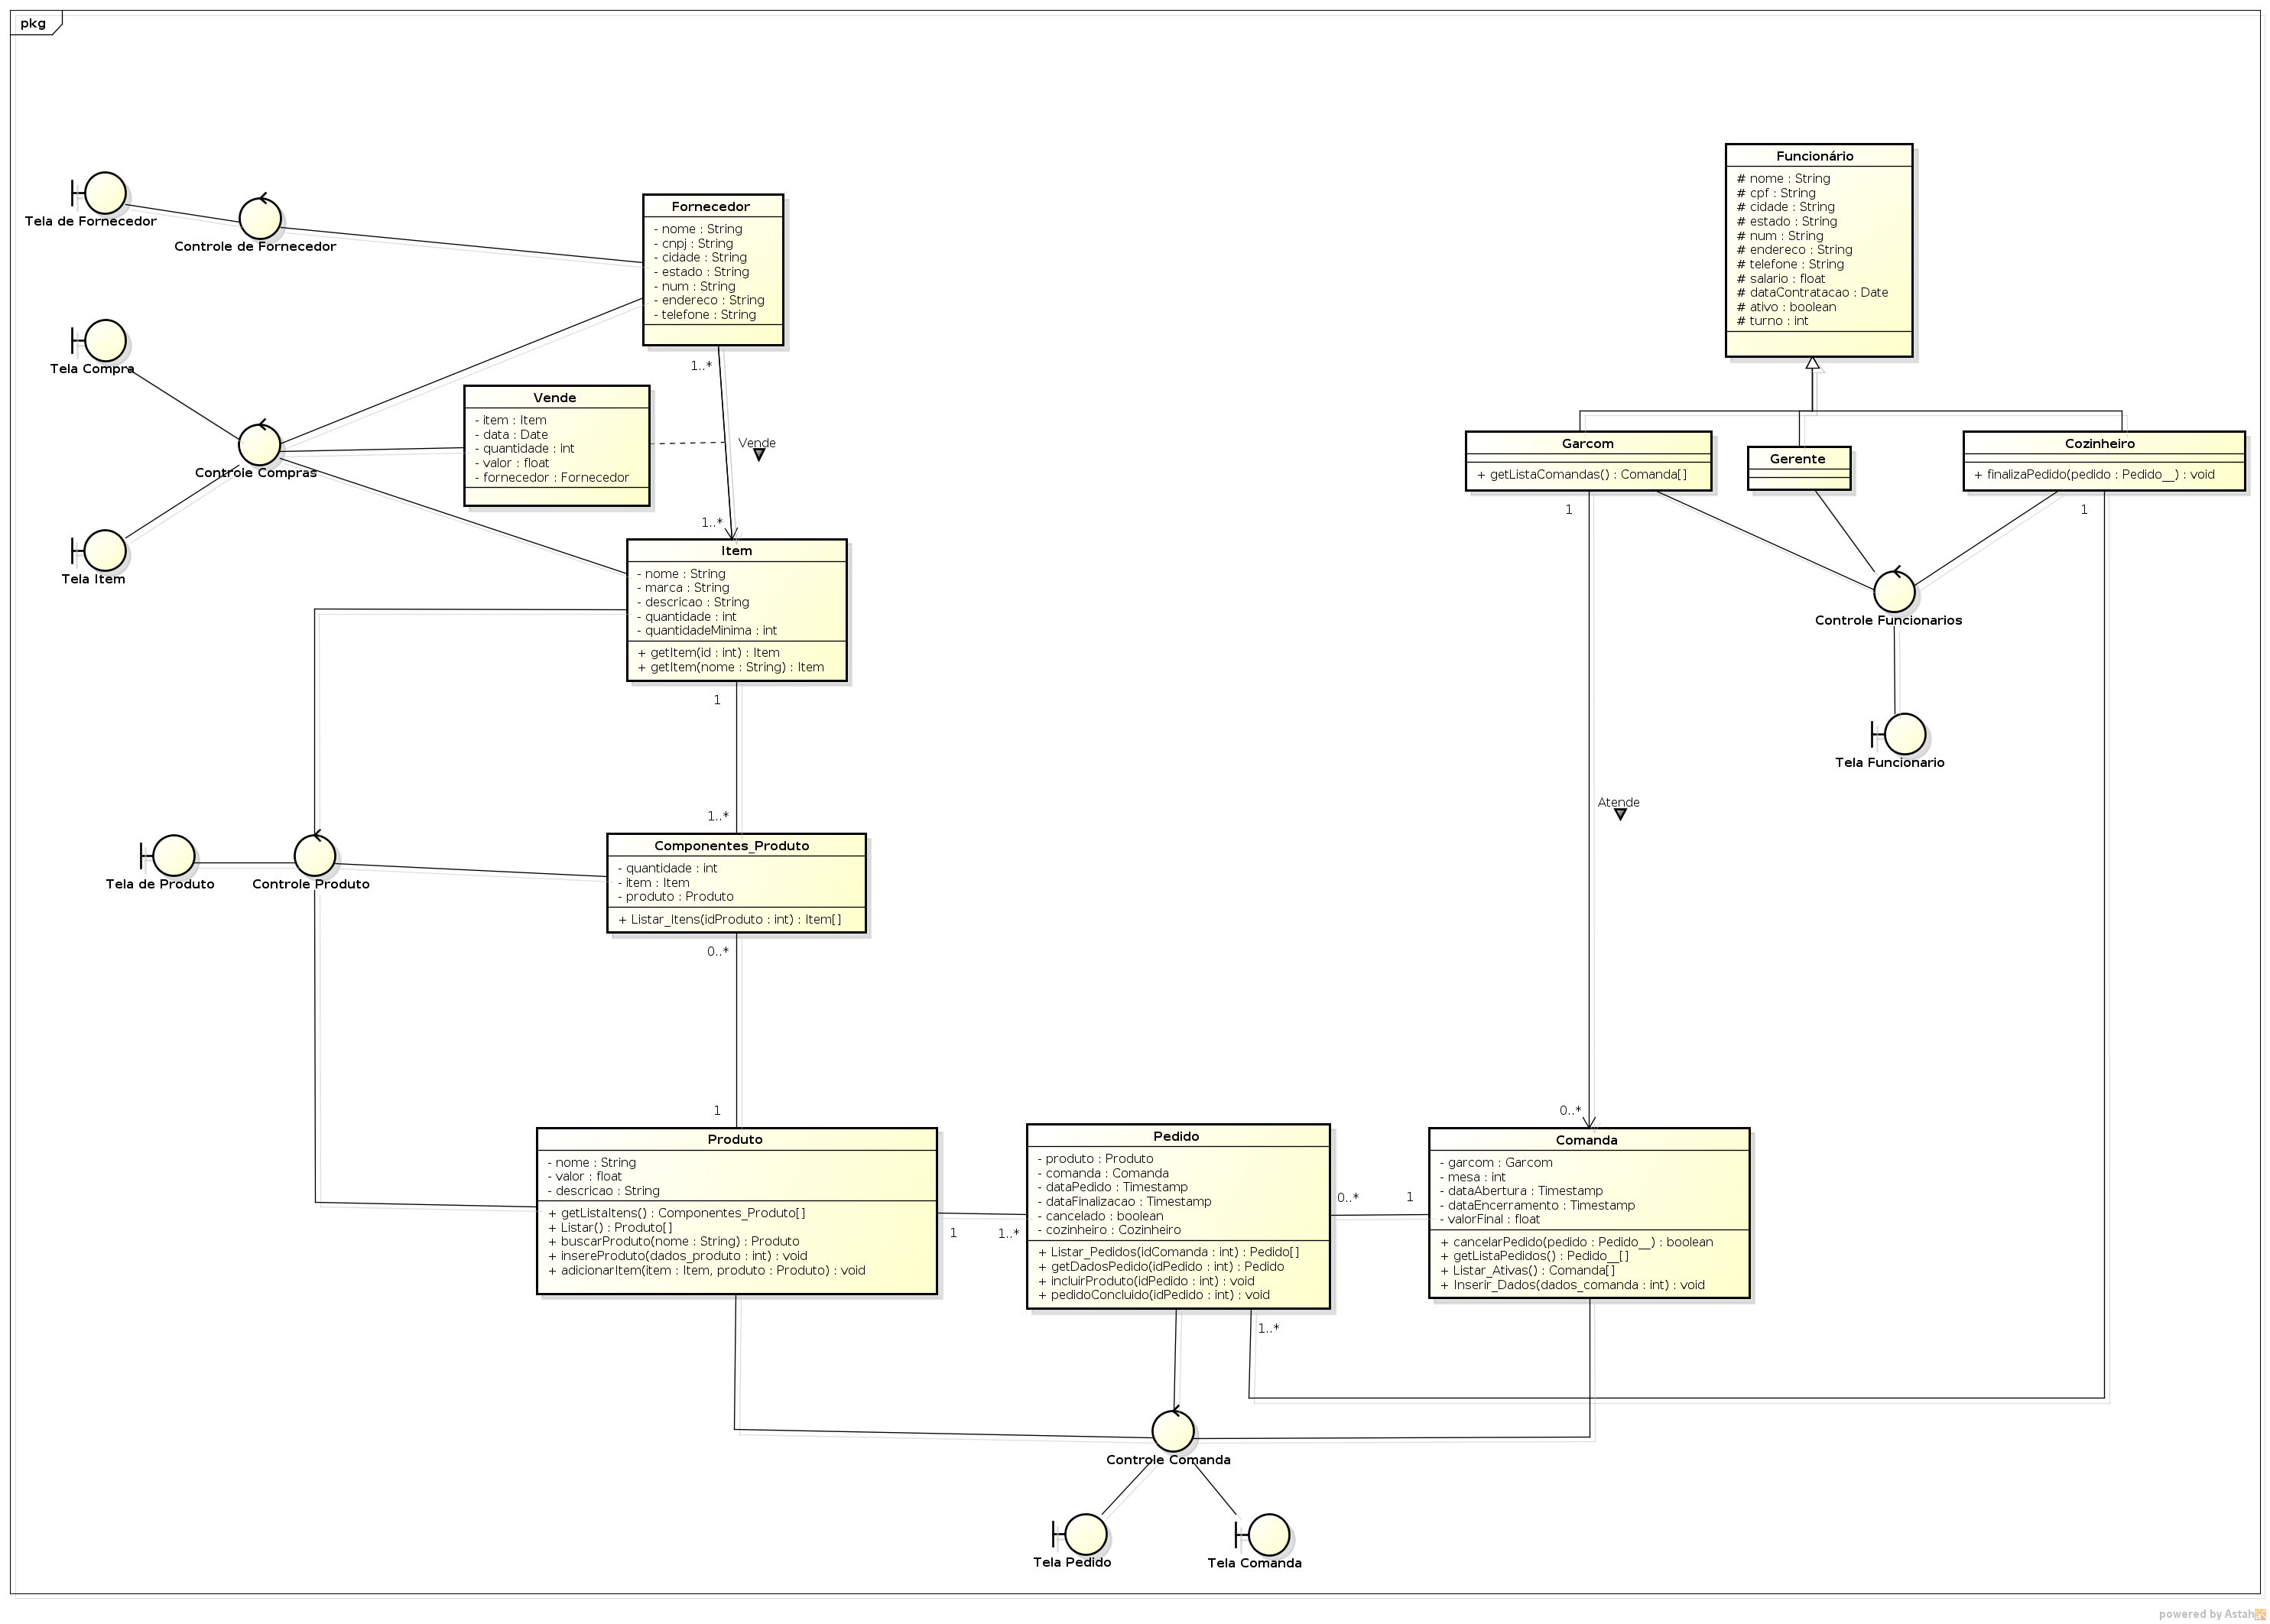 pkg
Tela de Fornecedor
Controle de Fornecedor
Tela Compra
Controle Compras
Tela Item
Fornecedor
- nome : String
- cnpj : String
- cidade : String
- estado : String
- num : String
- endereco : String
- telefone : String
1..*
Vende
- item : Item
- data : Date
- quantidade : int
- valor : float
- fornecedor : Fornecedor
Vende
1..*
Item
- nome : String
- marca : String
- descricao : String
- quantidade : int
- quantidadeMinima : int
+ getItem(id : int) : Item
+ getItem(nome : String) : Item
1
1..*
Tela de Produto
Controle Produto
Componentes_Produto
- quantidade : int
- item : Item
- produto : Produto
+ Listar_Itens(idProduto : int) : Item[]
0..*
1
Produto
- nome : String
- valor : float
- descricao : String
+ getListaItens() : Componentes_Produto[]
+ Listar() : Produto[]
+ buscarProduto(nome : String) : Produto
+ insereProduto(dados_produto : int) : void
+ adicionarItem(item : Item, produto : Produto) : void
1
1..*
Pedido
- produto : Produto
- comanda : Comanda
- dataPedido : Timestamp
- dataFinalizacao : Timestamp
- cancelado : boolean
- cozinheiro : Cozinheiro
+ Listar_Pedidos(idComanda : int) : Pedido[]
+ getDadosPedido(idPedido : int) : Pedido
+ incluirProduto(idPedido : int) : void
+ pedidoConcluido(idPedido : int) : void
0..*
1
1..*
Funcionário
# nome : String
# cpf : String
# cidade : String
# estado : String
# num : String
# endereco : String
# telefone : String
# salario : float
# dataContratacao : Date
# ativo : boolean
# turno : int
Garcom
+ getListaComandas() : Comanda[]
Gerente
Cozinheiro
+ finalizaPedido(pedido : Pedido__) : void
1
1
Controle Funcionarios
Tela Funcionario
Atende
0..*
Comanda
- garcom : Garcom
- mesa : int
- dataAbertura : Timestamp
- dataEncerramento : Timestamp
- valorFinal : float
+ cancelarPedido(pedido : Pedido__) : boolean
+ getListaPedidos() : Pedido__[]
+ Listar_Ativas() : Comanda[]
+ Inserir_Dados(dados_comanda : int) : void
Controle Comanda
Tela Pedido
Tela Comanda
powered by Astah